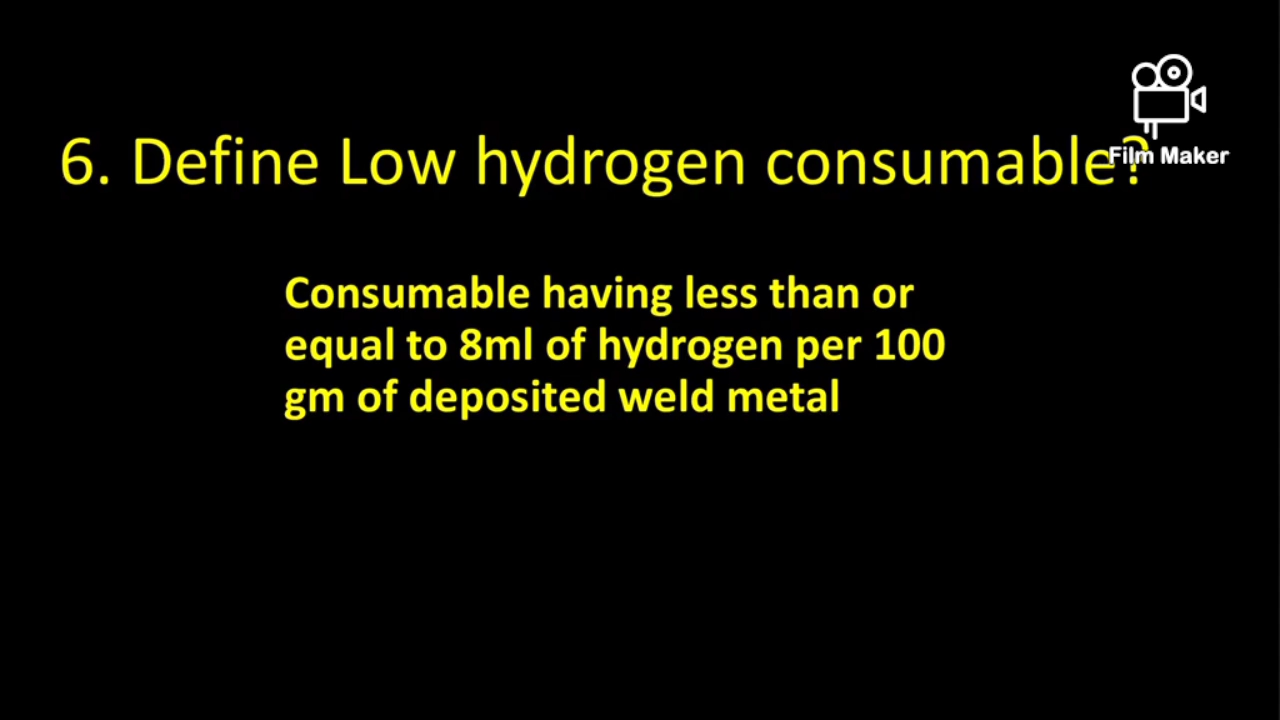 6. Define Low hydrogen consumable?
Film Maker
Consumable having less than or
equal to 8ml of hydrogen per 100
gm of deposited weld metal